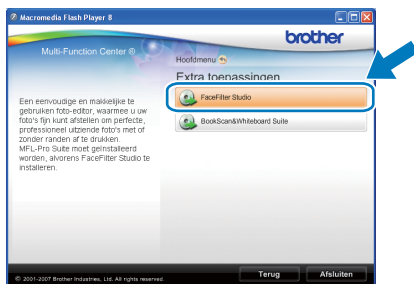 Macromedia Flash Player 8
brother
Multi-Function Center ®
Hoofdmenu
Extra toepassingen
FaceFilter Studio
BookScan&Whiteboard Suite
Een eenvoudige en makkelijke te
gebruiken foto-editor, waarmee u uw
foto's fijn kunt afstellen om perfecte,
professioneel uitziende foto's met of
zonder randen af te drukken.
MFL-Pro Suite moet geïnstalleerd
worden, alvorens FaceFilter Studio te
installeren.
© 2001-2007 Brother Industries, Ltd. All rights reserved.
Terug
Afsluiten